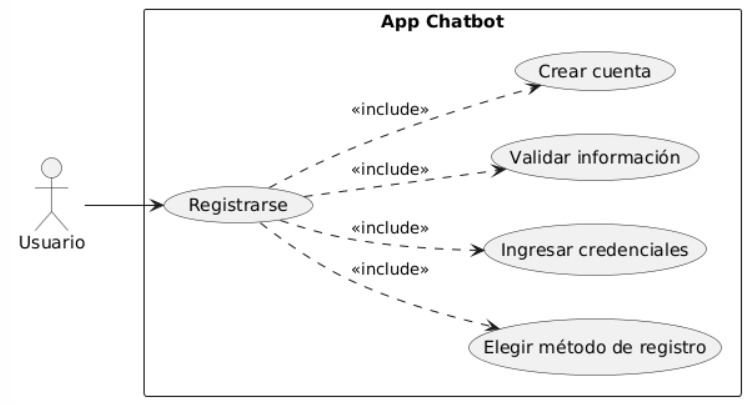 App Chatbot
Crear cuenta
«include»
Validar información
«include»
Registrarse
Usuario
«include»
Ingresar credenciales
«include»
Elegir método de registro